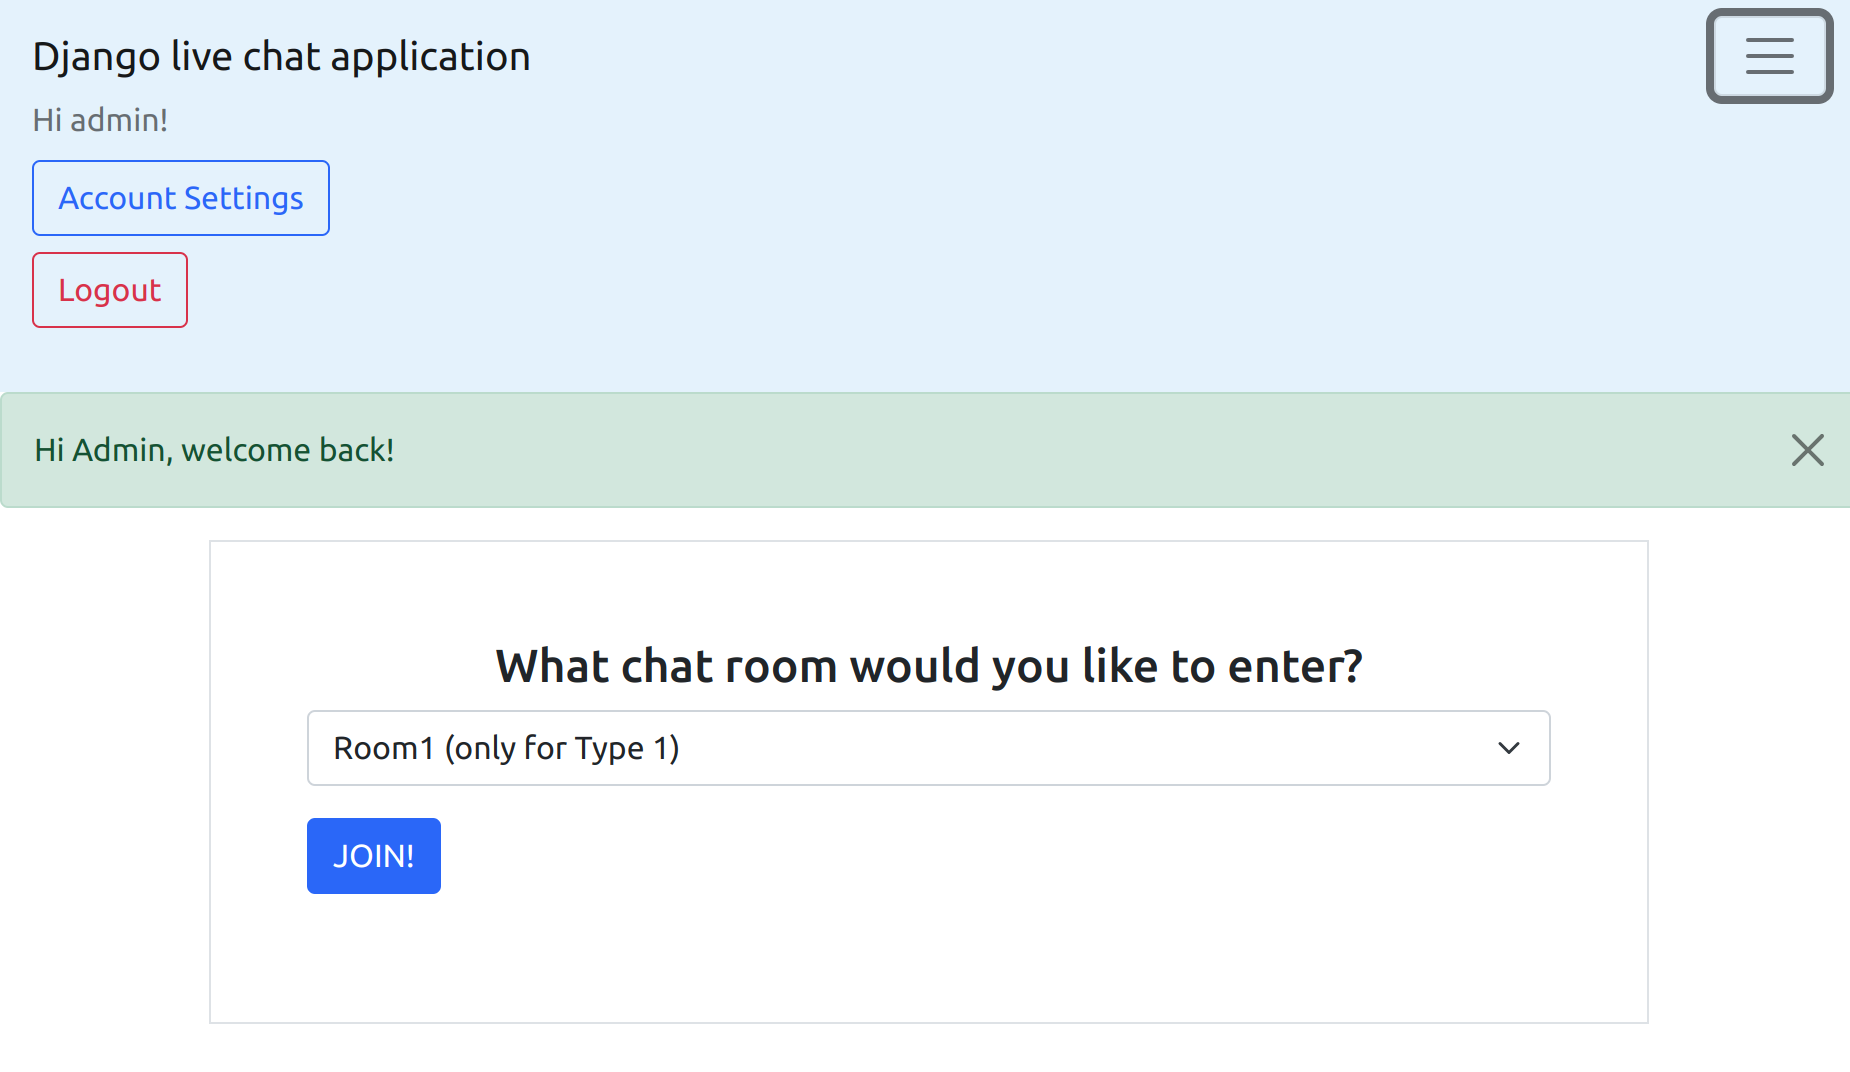 Django live chat application
Hi admin!
Account Settings
Logout
Hi Admin, welcome back!
What chat room would you like to enter?
Room1 (only for Type 1)
JOIN!